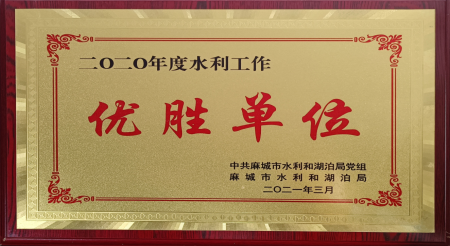 二〇二〇年度水利工作
优胜单位
中共麻城市水利和湖泊局党组
麻城市水利和湖泊局
二〇二一年三月